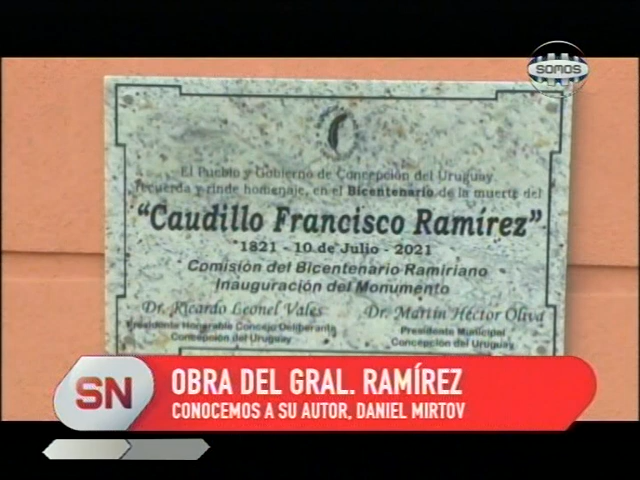 SOMOS
El Pueblo y Gobierno de Concepción del Uruguay
recuerda y rinde homenaje, en el Bicentenario de la muerte del
“Caudillo Francisco Ramírez”
1821 - 10 de Julio - 2021
Comisión del Bicentenario Ramiriano
Inauguración del Monumento
Dr. Ricardo Leonel Vales
Presidente Honorable Concejo Deliberante
Concepción del Uruguay
Dr. Martín Héctor Oliva
Presidente Municipal
Concepción del Uruguay
SN
OBRA DEL GRAL. RAMÍREZ
CONOCEMOS A SU AUTOR, DANIEL MIRTOV